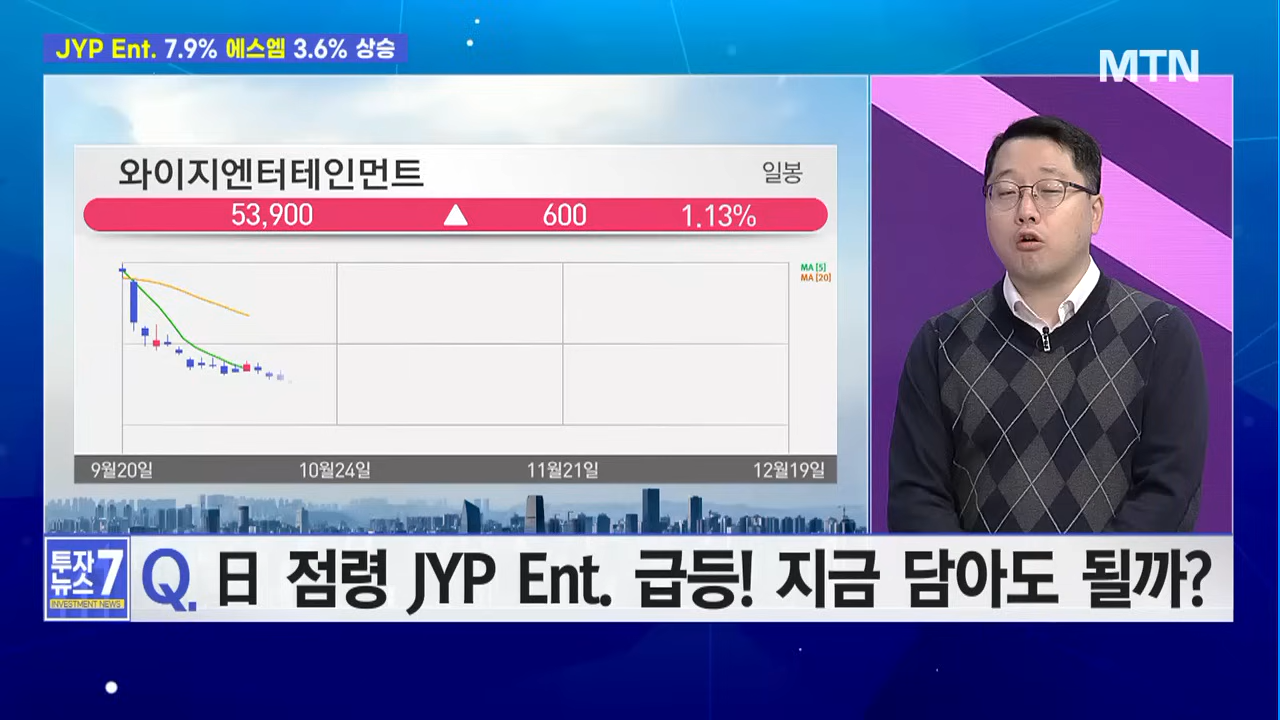 JYP Ent. 7.9% 에스엠 3.6% 상승
MTN
와이지엔터테인먼트
일봉
53,900 ▲ 600 1.13%
MA [5]
MA [20]
9월20일 10월24일 11월21일 12월19일
투자
뉴스 7
INVESTMENT NEWS
Q. 日 점령 JYP Ent. 급등! 지금 담아도 될까?